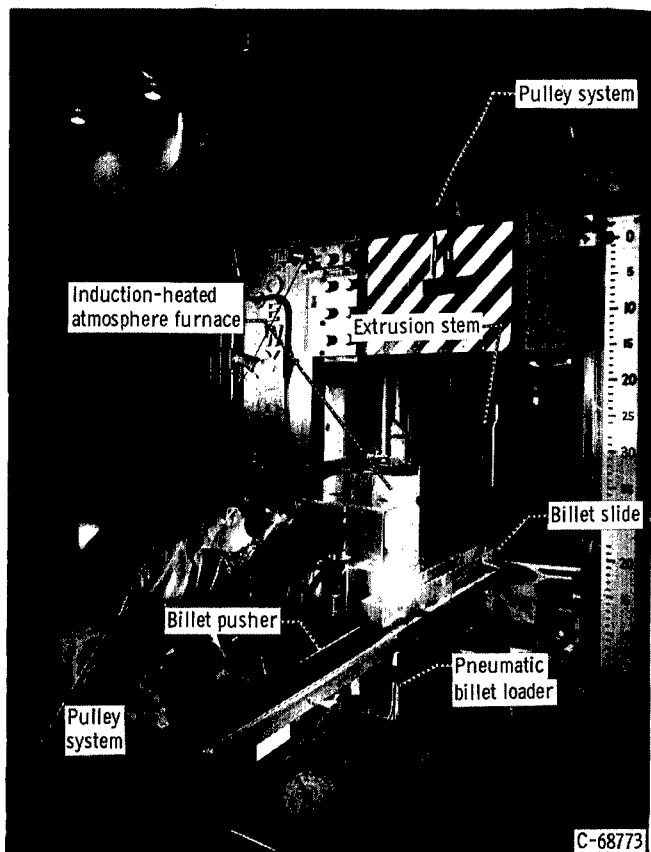 Pulley system
0
5
Induction-heated
atmosphere furnace
10
Extrusion stem
15
20
25
30
Billet slide
Billet pusher
Pneumatic
billet loader
Pulley
system
C-68773